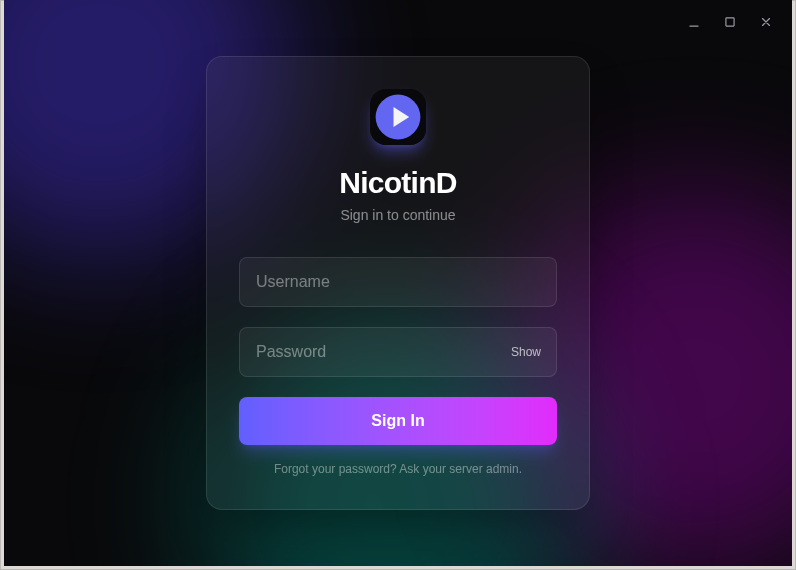 NicotinD
Sign in to continue
Username
Password
Show
Sign In
Forgot your password? Ask your server admin.